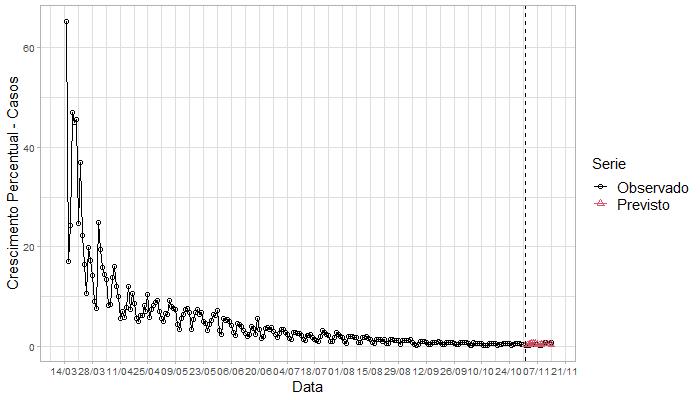 Crescimento Percentual - Casos
60
40
20
0
14/03 28/03 11/04 25/04 09/05 23/05 06/06 20/06 04/07 18/07 01/08 15/08 29/08 12/09 26/09 10/10 24/10 07/11 21/11
Data
Serie
Observado
Previsto